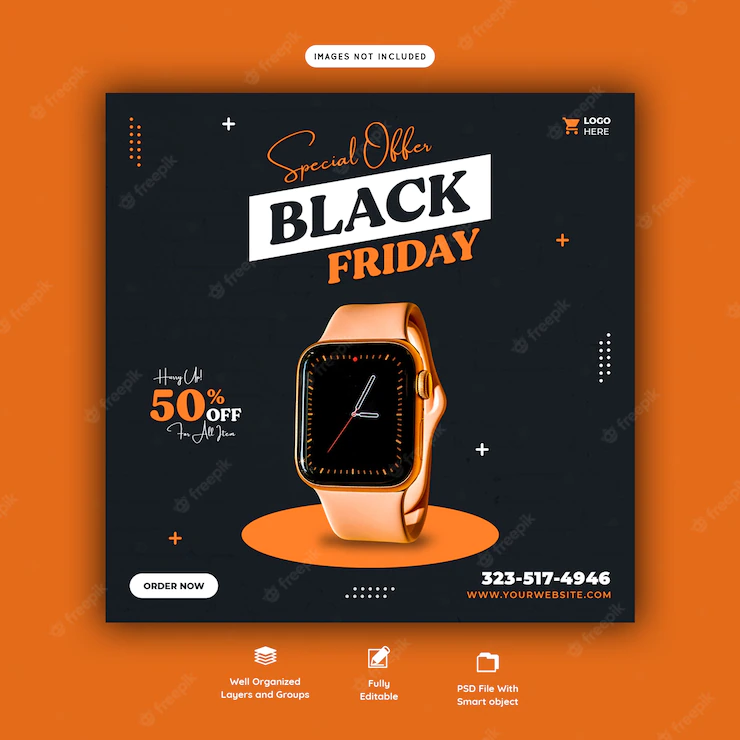 IMAGES NOT INCLUDED
LOGO
HERE
Special Offer
BLACK
FRIDAY
Hurry Up!
50% OFF
For All Item
ORDER NOW
323-517-4946
WWW.YOURWEBSITE.COM
Well Organized
Layers and Groups
Fully
Editable
PSD File With
Smart object
freepik